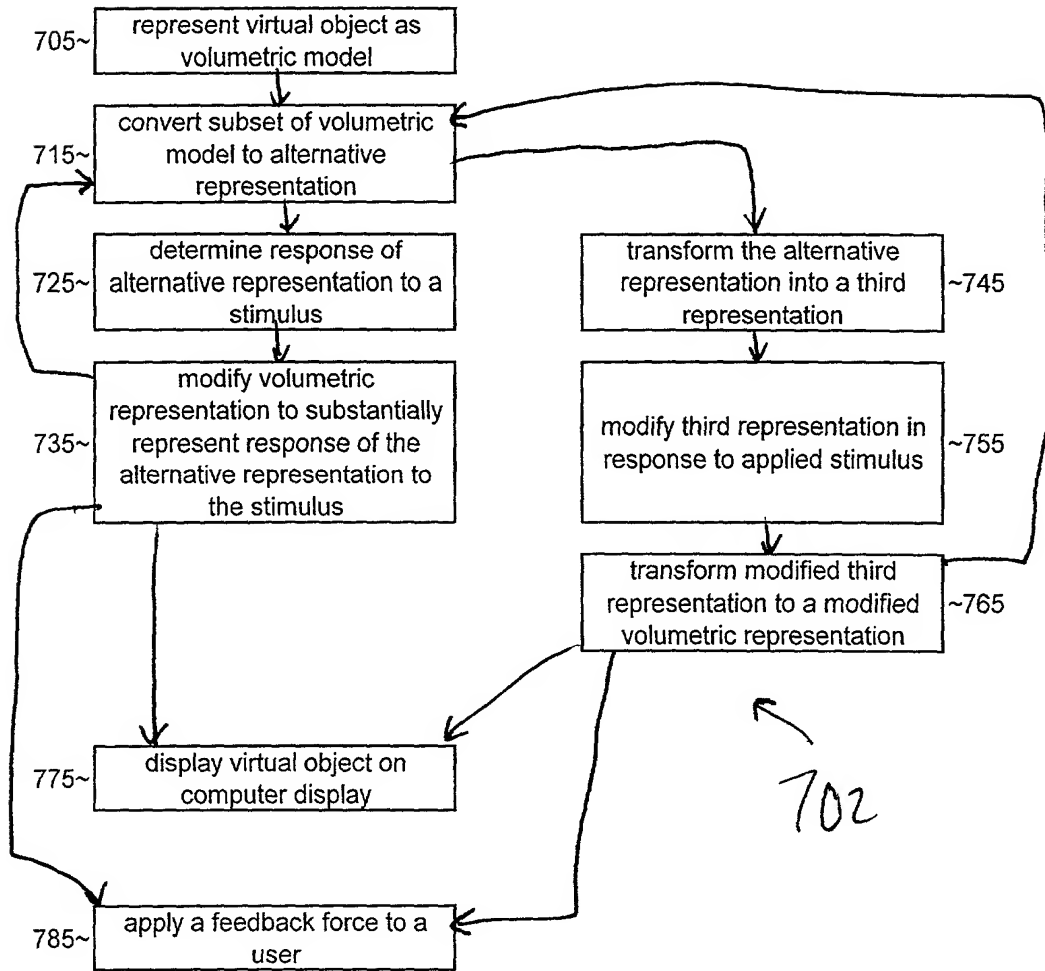 705~ represent virtual object as
volumetric model
convert subset of volumetric
715~ model to alternative
representation
determine response of
725~ alternative representation to a
stimulus
transform the alternative
representation into a third ~745
representation
modify volumetric
representation to substantially
735~ represent response of the
alternative representation to
the stimulus
modify third representation in ~755
response to applied stimulus
transform modified third
representation to a modified ~765
volumetric representation
775~ display virtual object on
computer display
702
785~ apply a feedback force to a
user